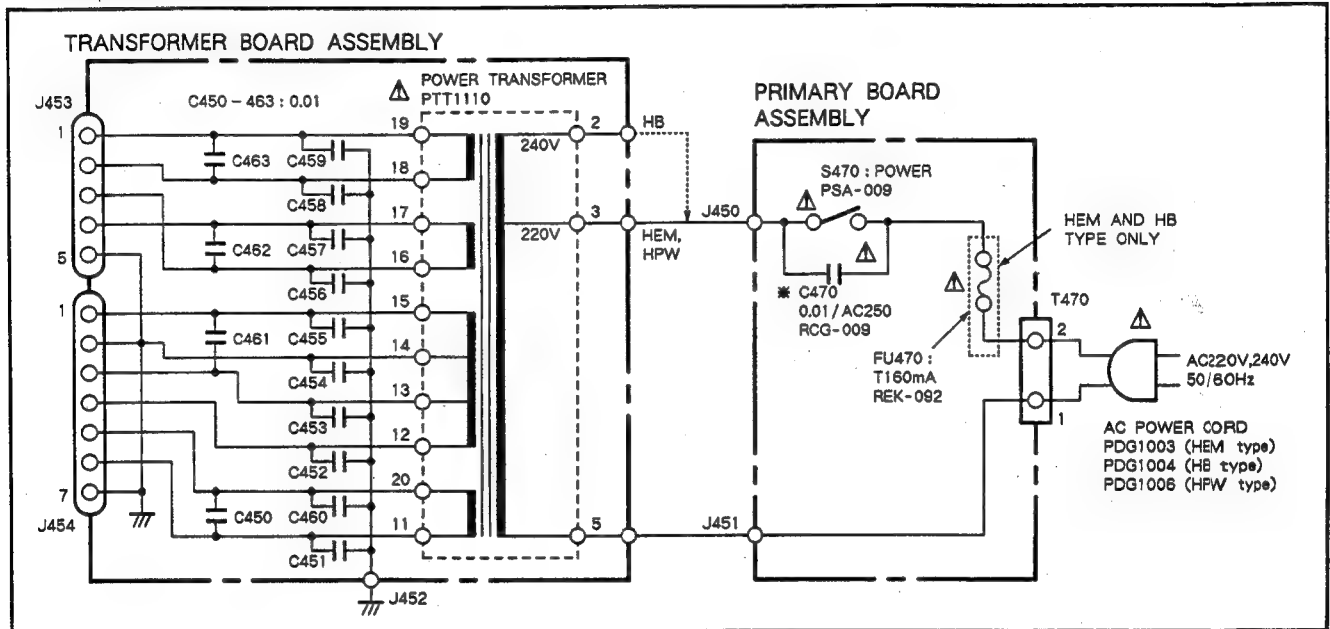 TRANSFORMER BOARD ASSEMBLY
J453
C450 - 463 : 0.01
POWER TRANSFORMER
PTT1110
1
5
1
7
J454
C463
C462
C461
C450
C459
C458
C457
C456
C455
C454
C453
C452
C460
C451
19
18
17
16
15
14
13
12
20
11
240V
220V
2
3
5
HB
HEM,
HPW
J452
J450
J451
PRIMARY BOARD
ASSEMBLY
S470 : POWER
PSA-009
※ C470
0.01/AC250
RCG-009
HEM AND HB
TYPE ONLY
FU470 :
T160mA
REK-092
T470
2
1
AC220V,240V
50/60Hz
AC POWER CORD
PDG1003 (HEM type)
PDG1004 (HB type)
PDG1006 (HPW type)